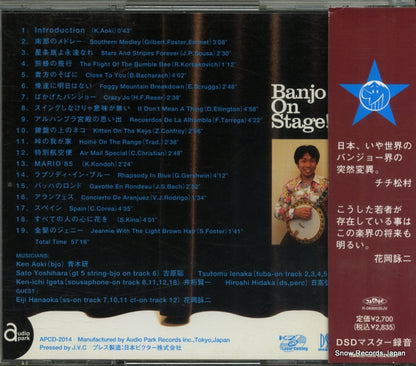 1. Introduction (K.Aoki) 0'43"
2. 南部のメドレー Southern Medley (Gilbert,Foster,Emmet) 3'08"
3. 星条旗よ永遠なれ Stars And Stripes Forever (J.P.Sousa) 2'30"
4. 熊蜂の飛行 The Flight Of The Bumble Bee (R.Korsakovich) 1'12"
5. 貴方のそばに Close To You (B.Bacharach) 4'02"
6. 発達に明日はない Foggy Mountain Breakdown (E.Scruggs) 2'48"
7. ばかげたバンジョー Crazy Jo (H.F.Reser) 2'38"
8. スイングしなけりゃ意味が無い It Don't Mean A Thing (D.Ellington) 4'58"
9. アルハンブラ宮殿の思い出 Recuerdos De La Alhambra (F.Tarrega) 2'22"
10. 鍵盤の上のネコ Kitten On The Keys (Z.Confrey) 3'16"
11. 峠の我が家 Home On The Range (Trad.) 3'38"
12. 特別航空便 Air Mail Special (C.Christian) 2'48"
13. MARIO'85 (K.Kondoh) 2'24"
14. ラプソディ・イン・ブルー Rhapsody In Blue (G.Gershwin) 4'12"
15. バッハのロンド Gavotte En Rondeau (J.S.Bach) 2'52"
16. アランフェス Concierto De Aranjuez (V.J.Rodrigo) 1'34"
17. スペイン Spain (C.Corea) 4'35"
18. すべての人の心に花を (S.Kina) 4'01"
19. 金髪のジェニー Jeannie With The Light Brown Hair (S.Foster) 1'41"
Total Time 57'16"
MUSICIANS:
Ken Aoki (bjo) 青木研
Sato Yoshihara (gt 5 string-bjo on track 6) 吉原聡 Tsutomu Ienaka (tuba-on track 2,3,4,5
Ken-ichi Igeta (sousaphone-on track 8,11,12,18) 井桁賢一 Hiroshi Hidaka (ds,perc) 日高弘
GUEST:
Eiji Hanaoka (ss-on track 7,10,11 cl-on track 12) 花岡詠二
audio park
APCD-2014 Manufactured by Audio Park Records Inc.,Tokyo,Japan
Pressed by J.V.C プレス製造:日本ビクター株式会社
Banjo
On
Stage!
日本、いや世界の
バンジョー界の
突然変異。
チチ松村
こうした若者が
存在している事は
この楽界の将来も
明るい。
花岡詠二
定価¥2,700
(税込¥2,835)
DSDマスター録音
Snow Records Japan